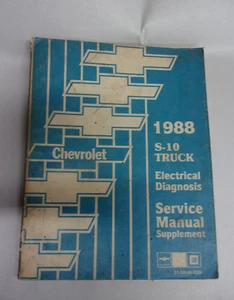 1988
S-10
TRUCK
Chevrolet
Electrical
Diagnosis
Service
Manual
Supplement